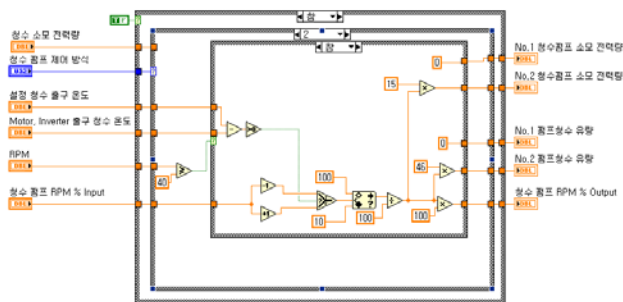 참
T F
청수 소모 전력량
DBL
2
No.1 청수펌프 소모 전력량
참
0
DBL
청수 펌프 제어 방식
U32
No.2 청수펌프 소모 전력량
15
DBL
설정 청수 출구 온도
DBL
Motor, Inverter 출구 청수 온도
DBL
No.1 펌프청수 유량
0
DBL
RPM
DBL
40
No.2 펌프청수 유량
100
46
DBL
청수 펌프 RPM % Input
DBL
-1
+1
10
100
청수 펌프 RPM % Output
100
DBL